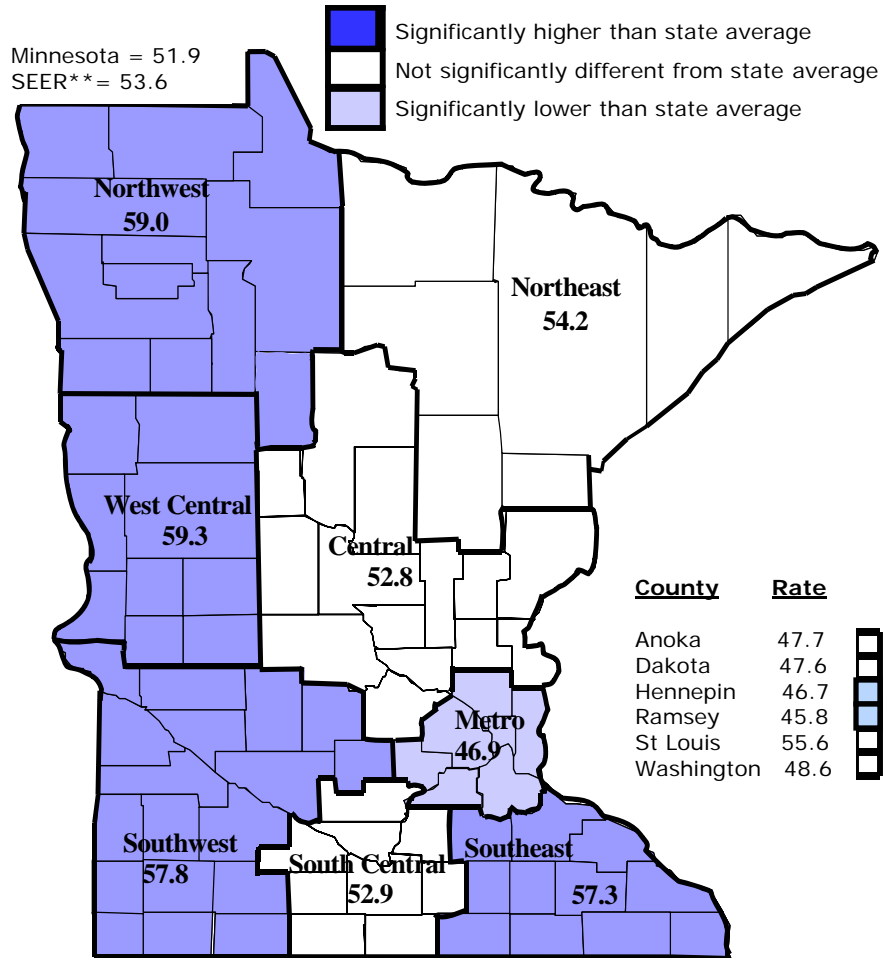 Minnesota = 51.9
SEER**= 53.6
Significantly higher than state average
Not significantly different from state average
Significantly lower than state average
Northwest
59.0
Northeast
54.2
West Central
59.3
Central
52.8
County Rate
Anoka 47.7
Dakota 47.6
Hennepin 46.7
Ramsey 45.8
St Louis 55.6
Washington 48.6
Metro
46.9
Southwest
57.8
South Central
52.9
Southeast
57.3